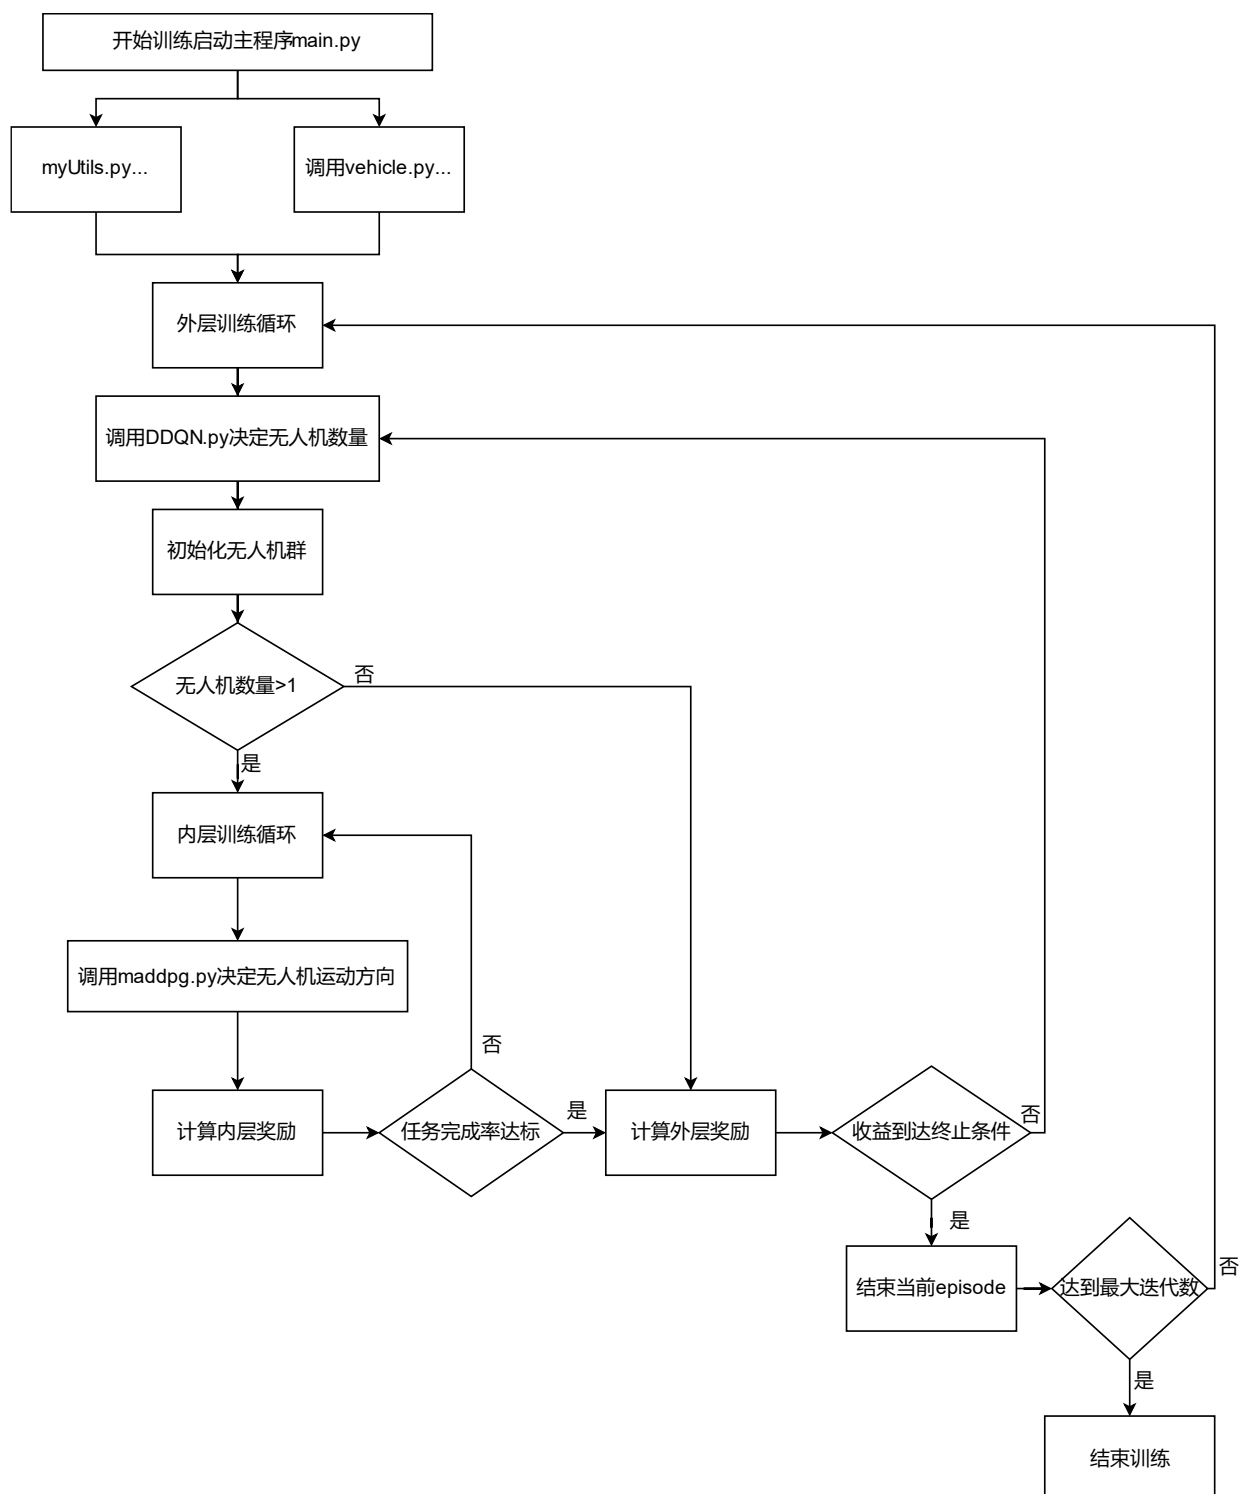 开始训练启动主程序main.py
myUtils.py...
调用vehicle.py...
外层训练循环
调用DDQN.py决定无人机数量
初始化无人机群
无人机数量>1
否
是
内层训练循环
调用maddpg.py决定无人机运动方向
否
计算内层奖励
任务完成率达标
是
计算外层奖励
收益到达终止条件
否
是
结束当前episode
达到最大迭代数
否
是
结束训练